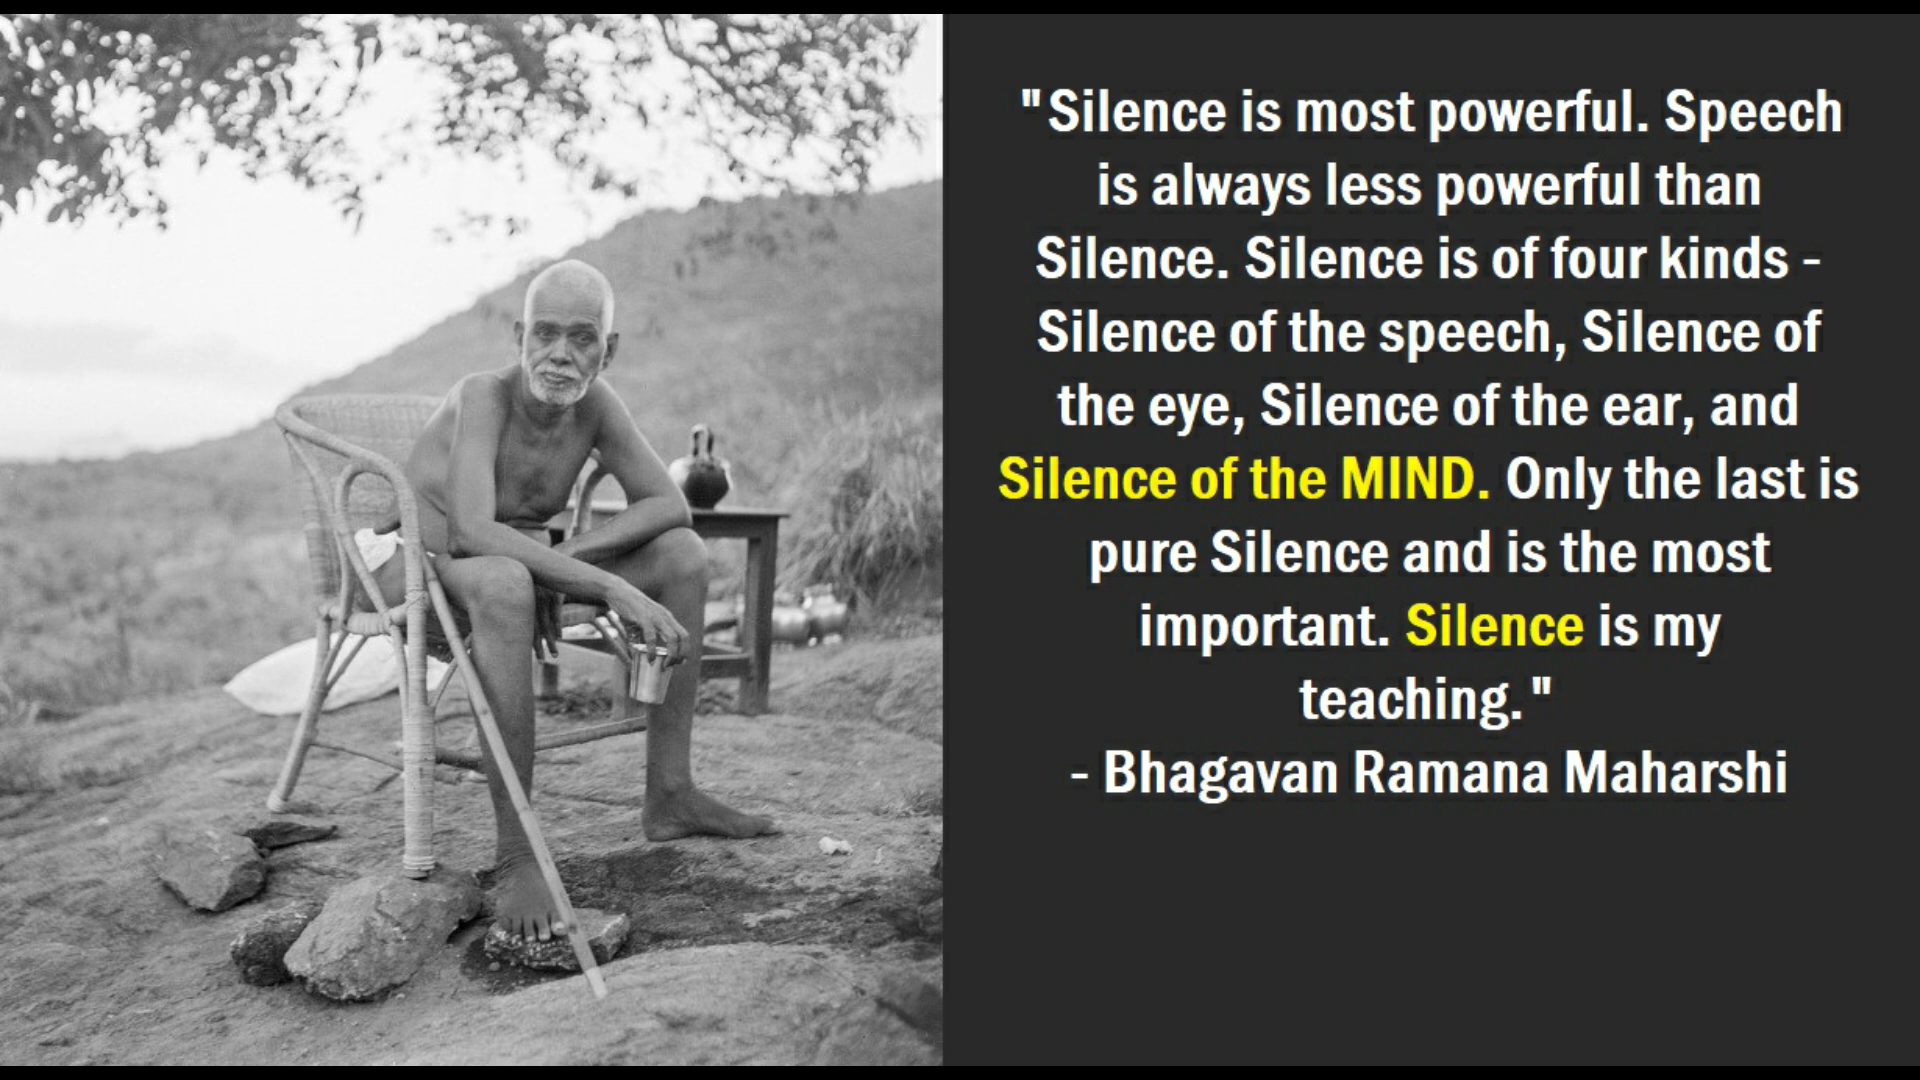 "Silence is most powerful. Speech
is always less powerful than
Silence. Silence is of four kinds -
Silence of the speech, Silence of
the eye, Silence of the ear, and
Silence of the MIND. Only the last is
pure Silence and is the most
important. Silence is my
teaching."
- Bhagavan Ramana Maharshi